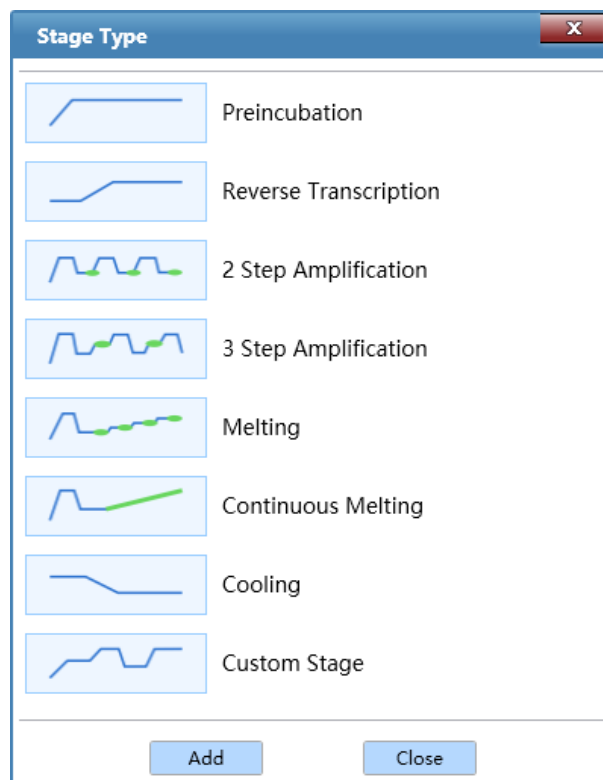 Stage Type
x
Preincubation
Reverse Transcription
2 Step Amplification
3 Step Amplification
Melting
Continuous Melting
Cooling
Custom Stage
Add
Close